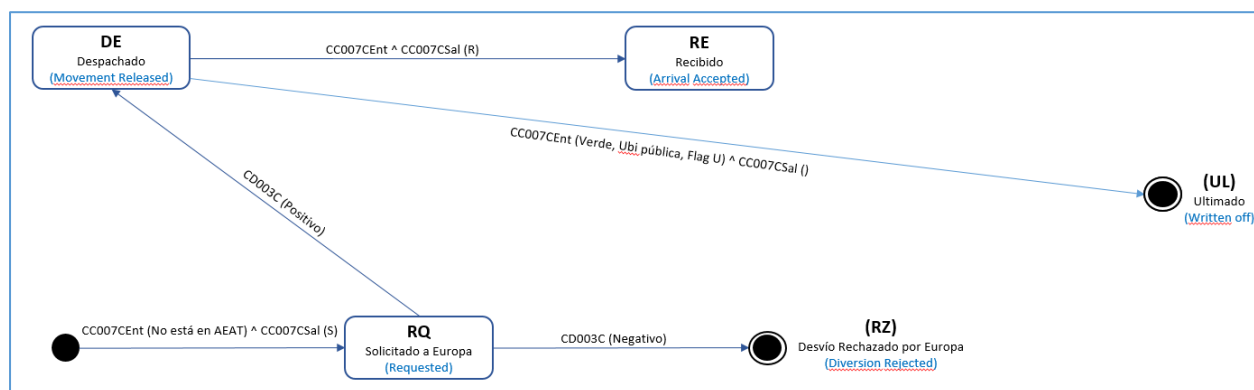 DE
Despachado
(Movement Released)
CC007CEnt ^ CC007CSal (R)
RE
Recibido
(Arrival Accepted)
CC007CEnt (Verde, Ubi pública, Flag U) ^ CC007CSal ()
(UL)
Ultimado
(Written off)
CD003C (Positivo)
CC007CEnt (No está en AEAT) ^ CC007CSal (S)
RQ
Solicitado a Europa
(Requested)
CD003C (Negativo)
(RZ)
Desvío Rechazado por Europa
(Diversion Rejected)